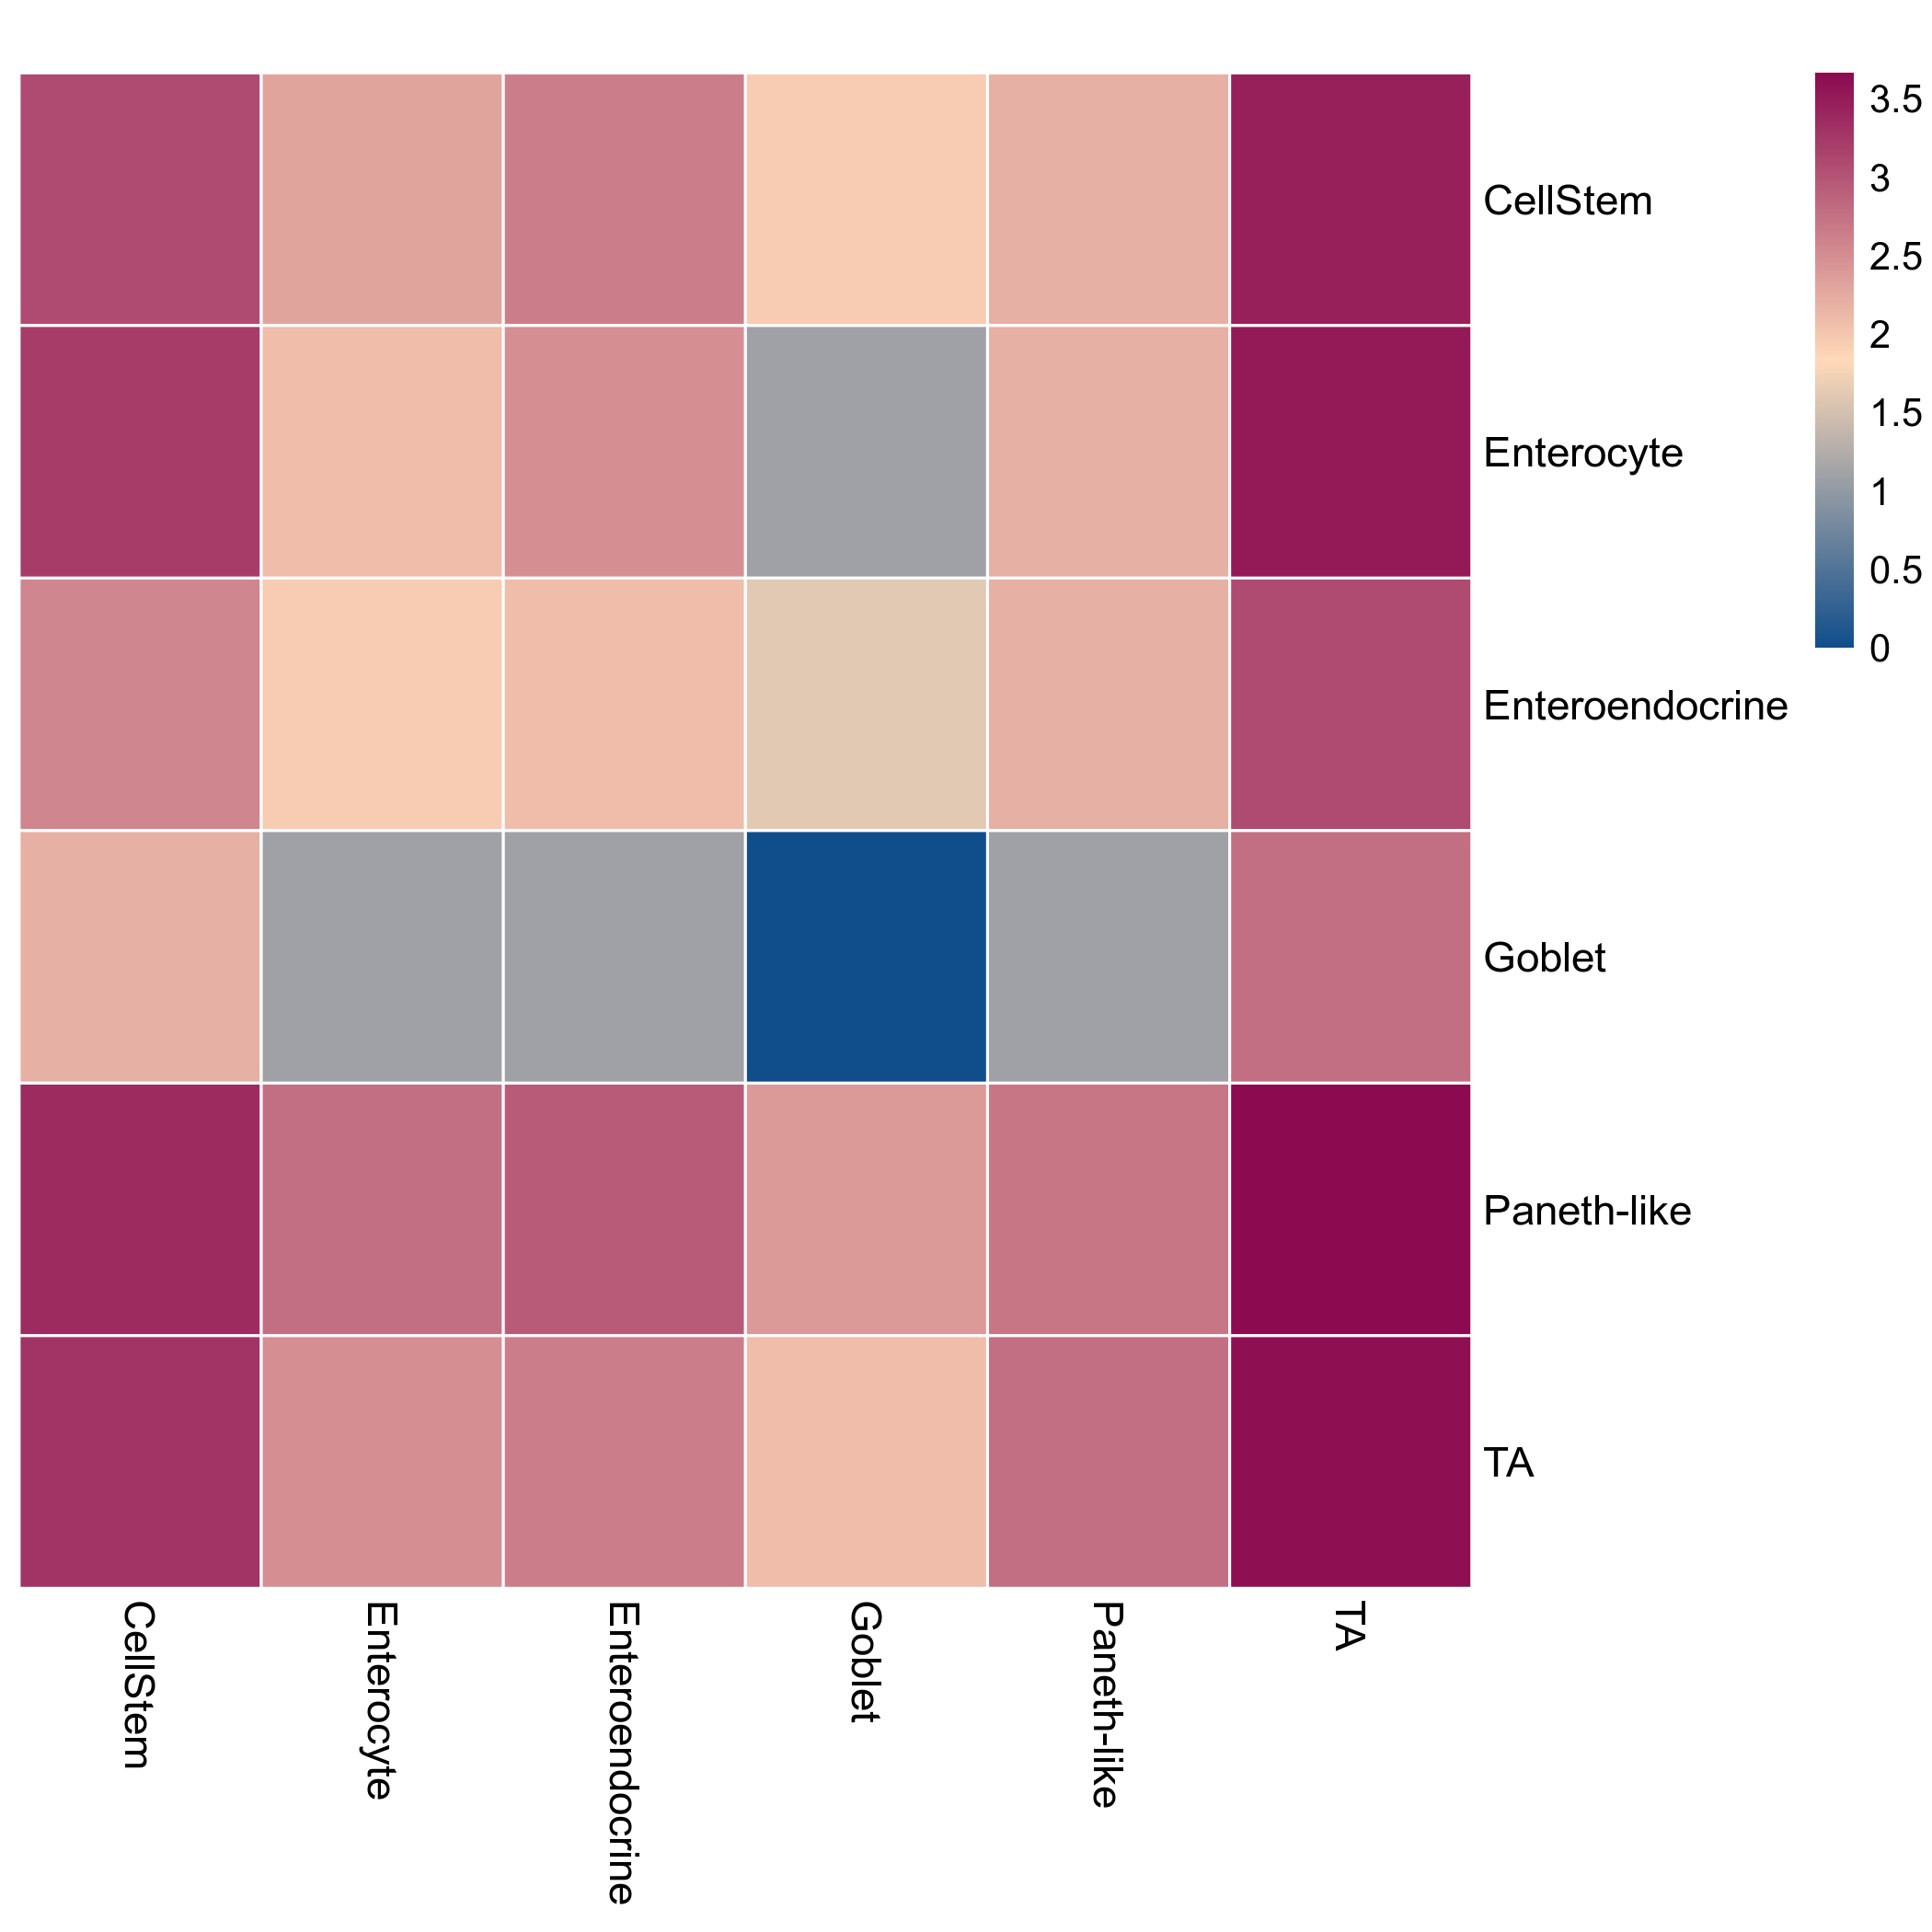 3.5
3
2.5
2
1.5
1
0.5
0
CellStem
Enterocyte
Enteroendocrine
Goblet
Paneth-like
TA
CellStem
Enterocyte
Enteroendocrine
Goblet
Paneth-like
TA